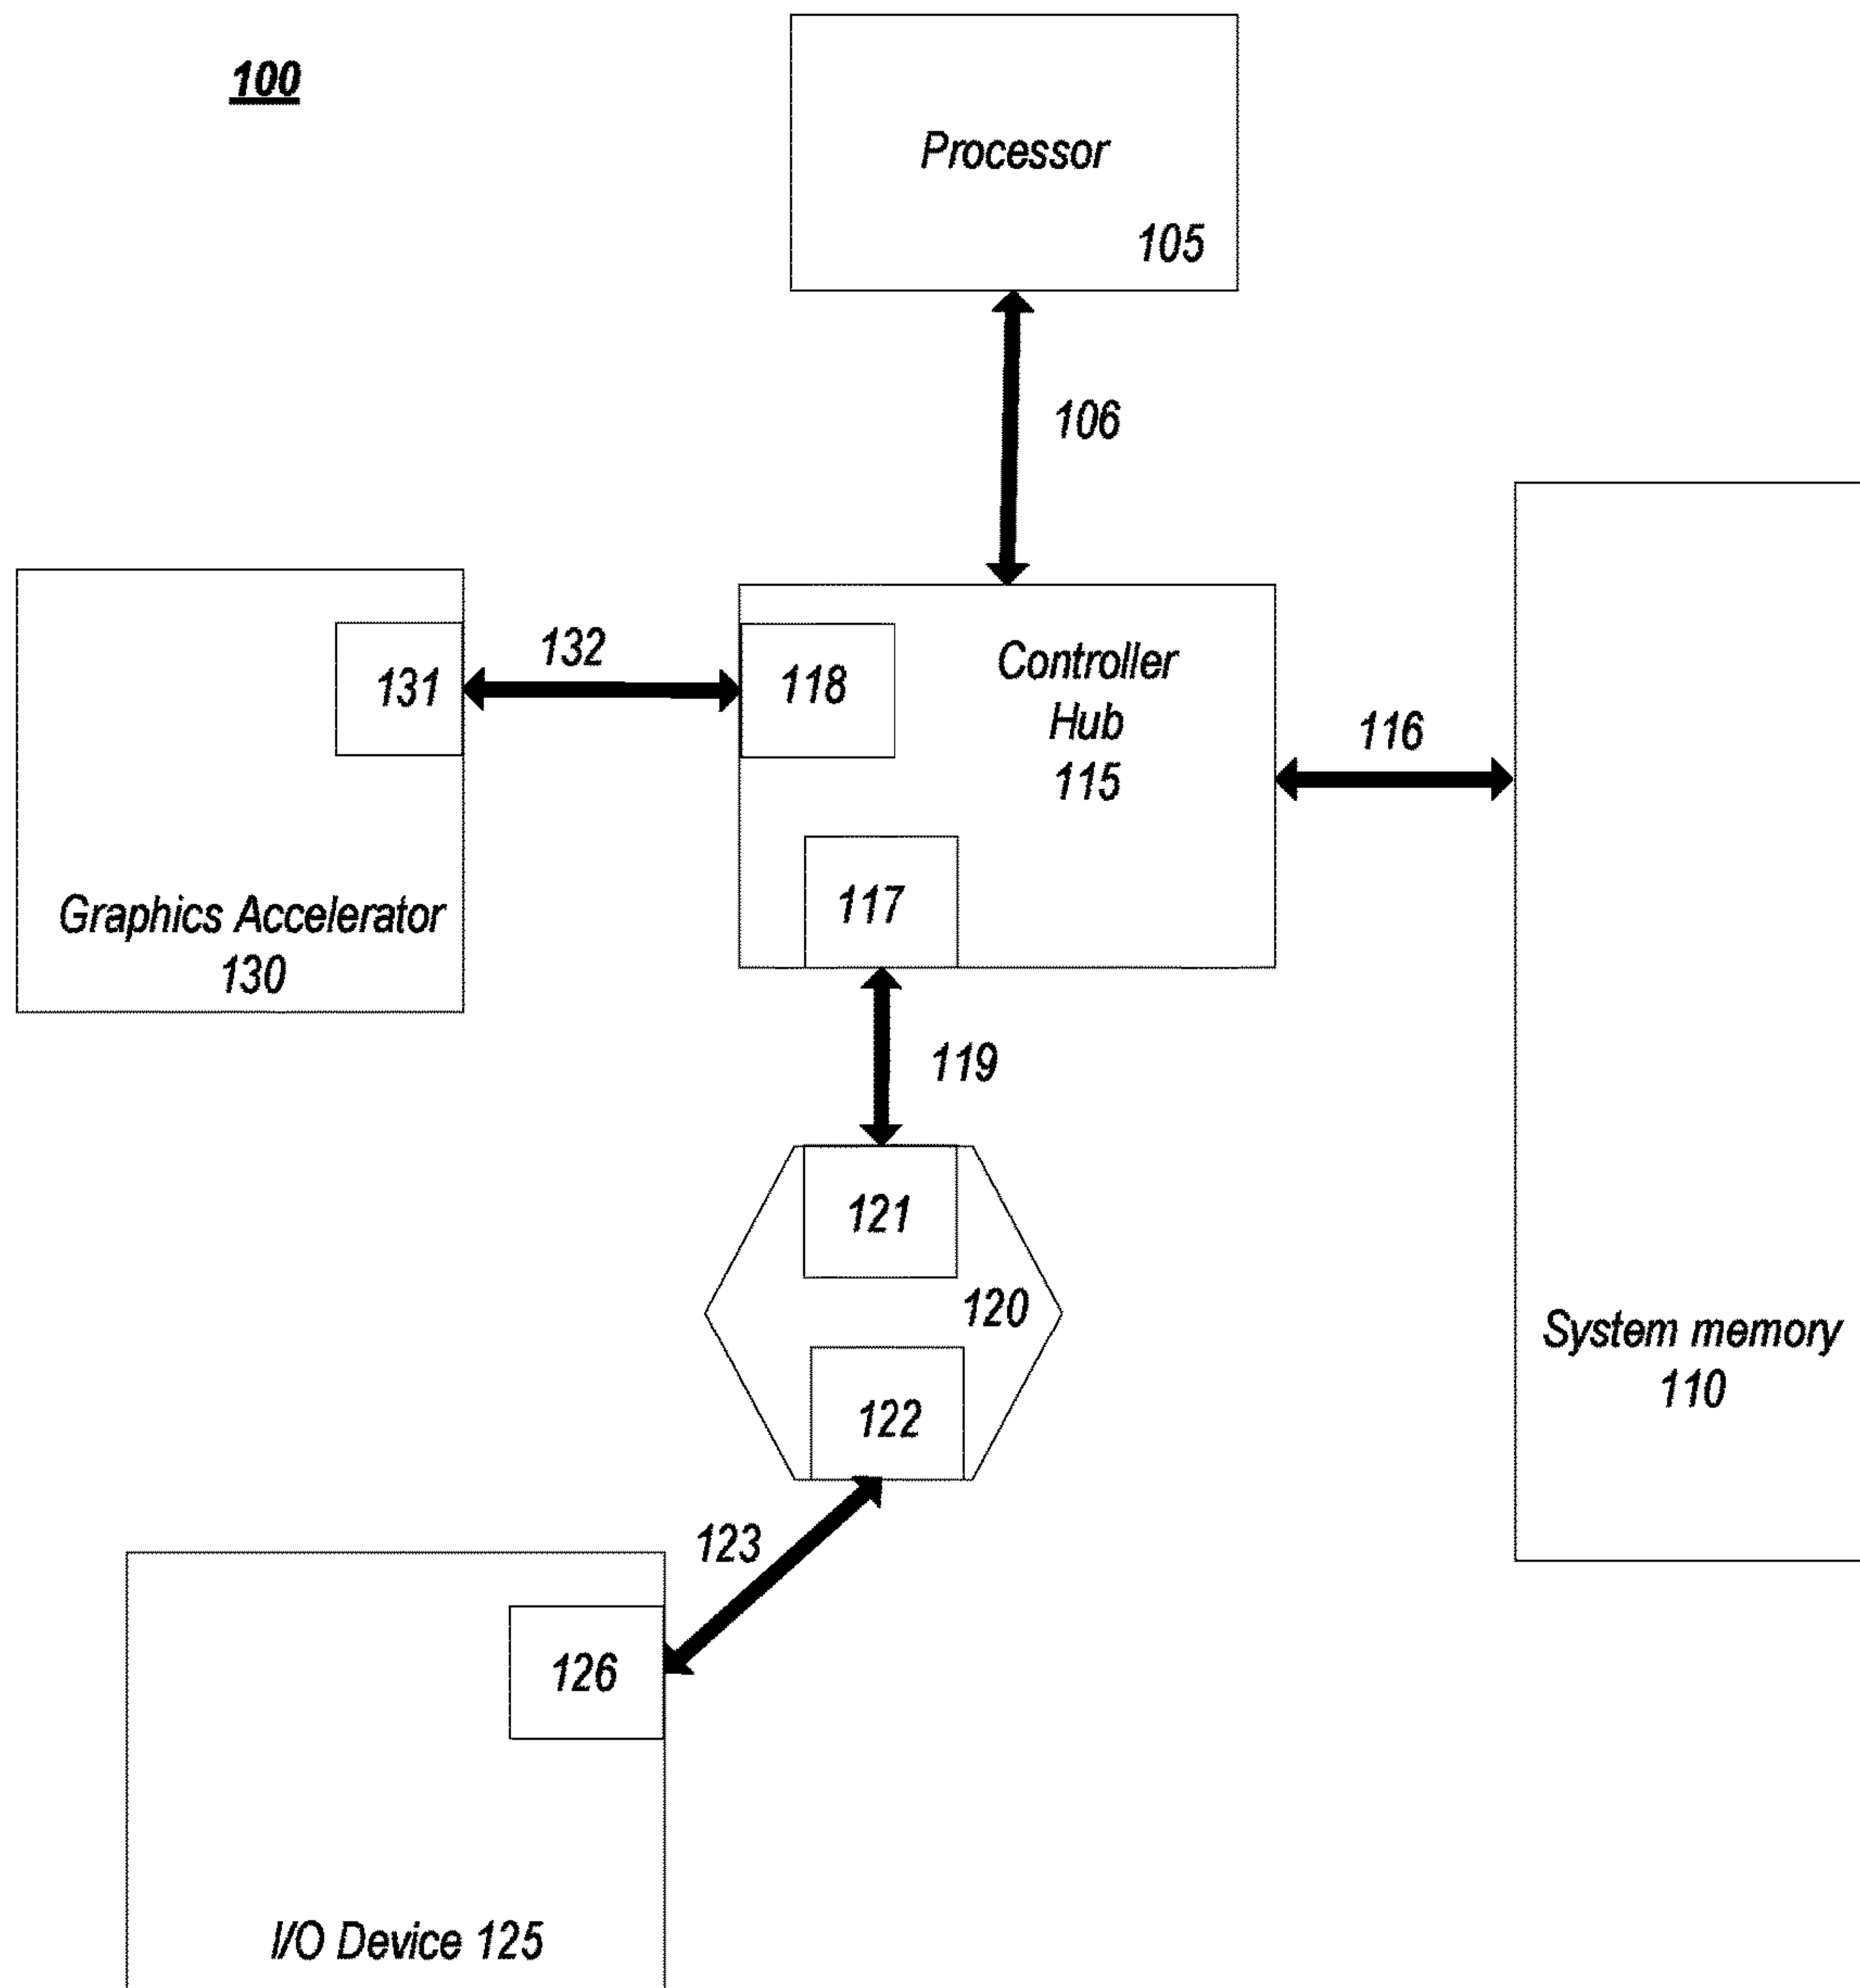 100
Processor
105
106
132
131
118
Controller
Hub
115
116
117
Graphics Accelerator
130
119
121
120
System memory
110
122
123
126
I/O Device 125